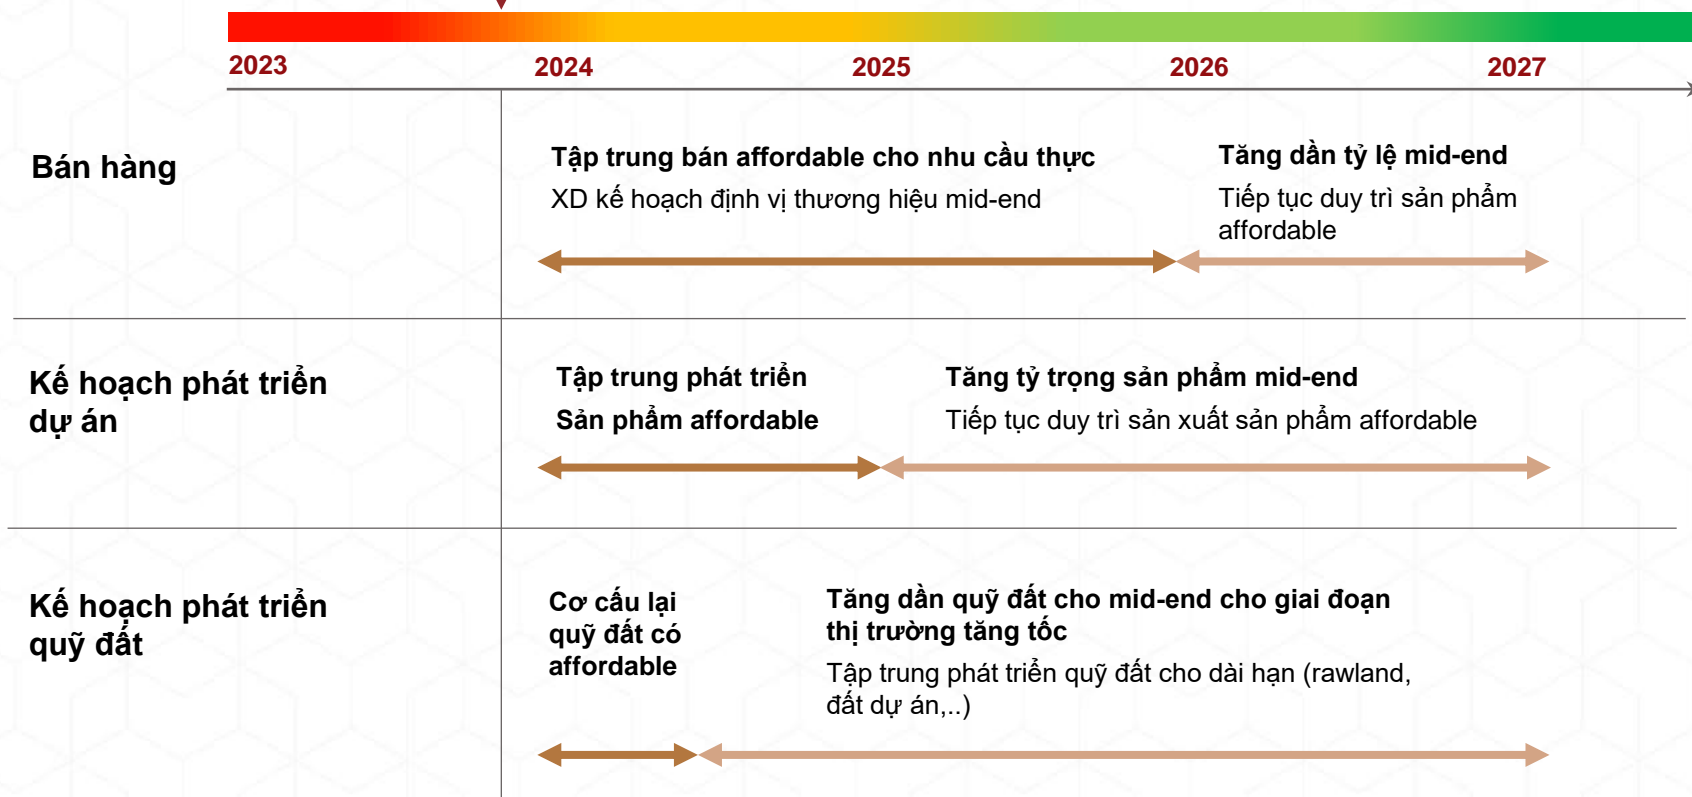 2023 2024 2025 2026 2027
Bán hàng
Tập trung bán affordable cho nhu cầu thực
XD kế hoạch định vị thương hiệu mid-end
Tăng dần tỷ lệ mid-end
Tiếp tục duy trì sản phẩm
affordable
Kế hoạch phát triển
dự án
Tập trung phát triển
Sản phẩm affordable
Tăng tỷ trọng sản phẩm mid-end
Tiếp tục duy trì sản xuất sản phẩm affordable
Kế hoạch phát triển
quỹ đất
Cơ cấu lại
quỹ đất có
affordable
Tăng dần quỹ đất cho mid-end cho giai đoạn
thị trường tăng tốc
Tập trung phát triển quỹ đất cho dài hạn (rawland,
đất dự án,..)